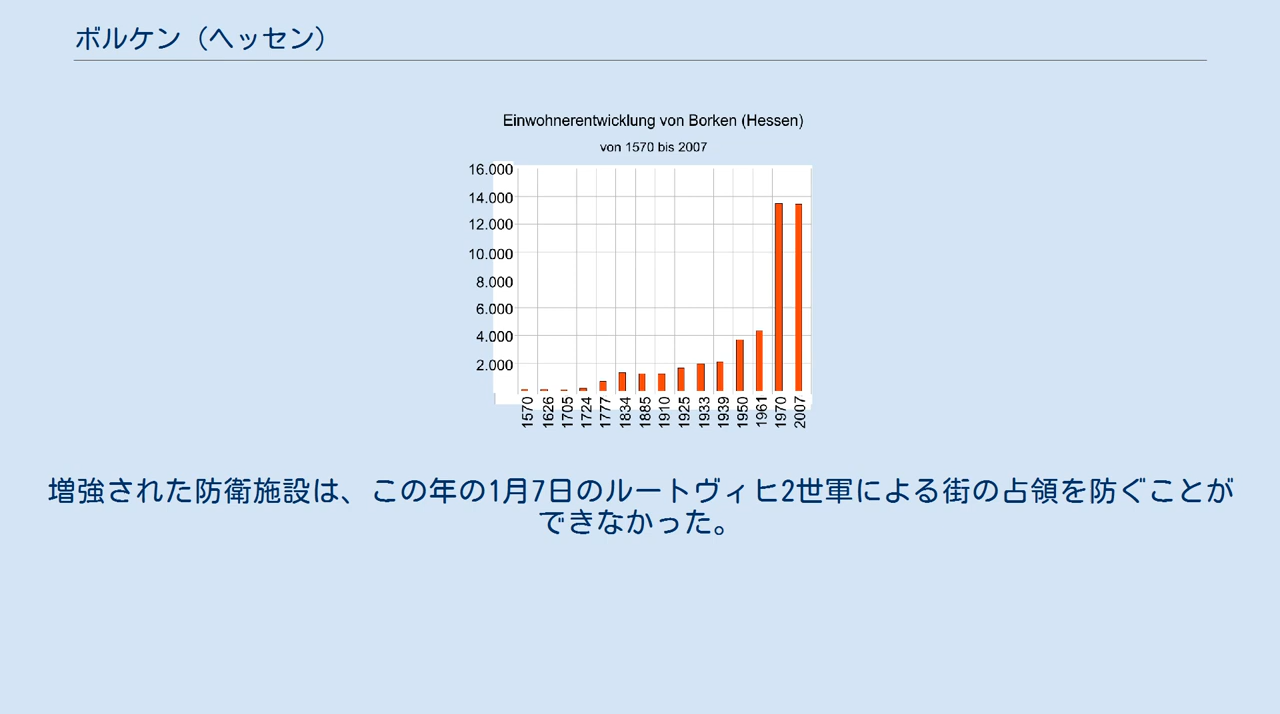 ボルケン（ヘッセン）
Einwohnerentwicklung von Borken (Hessen)
von 1570 bis 2007
16.000
14.000
12.000
10.000
8.000
6.000
4.000
2.000
1570 1626 1705 1724 1777 1834 1885 1910 1925 1933 1939 1950 1961 1970 2007
増強された防衛施設は、この年の1月7日のルートヴィヒ2世軍による街の占領を防ぐことが
できなかった。